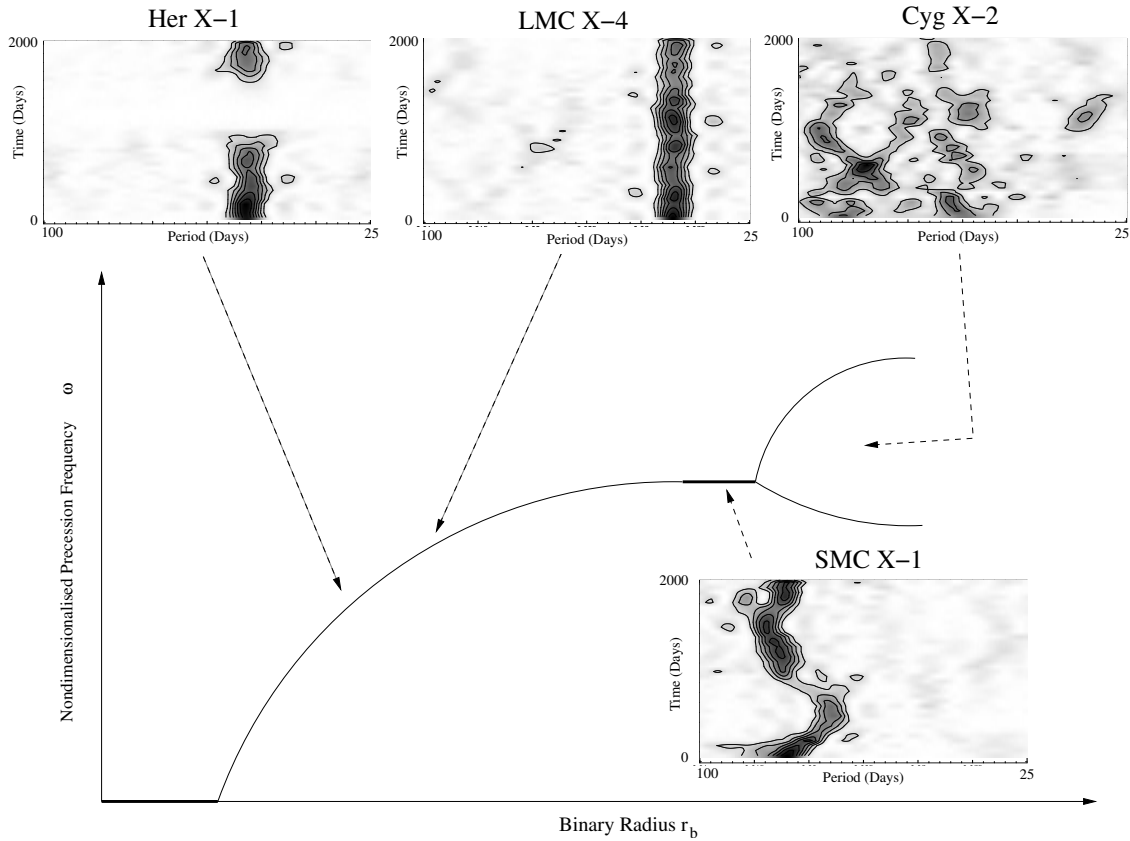 Her X−1
LMC X−4
Cyg X−2
2000
Time (Days)
0
100
Period (Days)
25
2000
Time (Days)
0
100
Period (Days)
25
2000
Time (Days)
0
100
Period (Days)
25
Nondimensionalised Precession Frequency ω
SMC X−1
2000
Time (Days)
0
100
Period (Days)
25
Binary Radius r_b